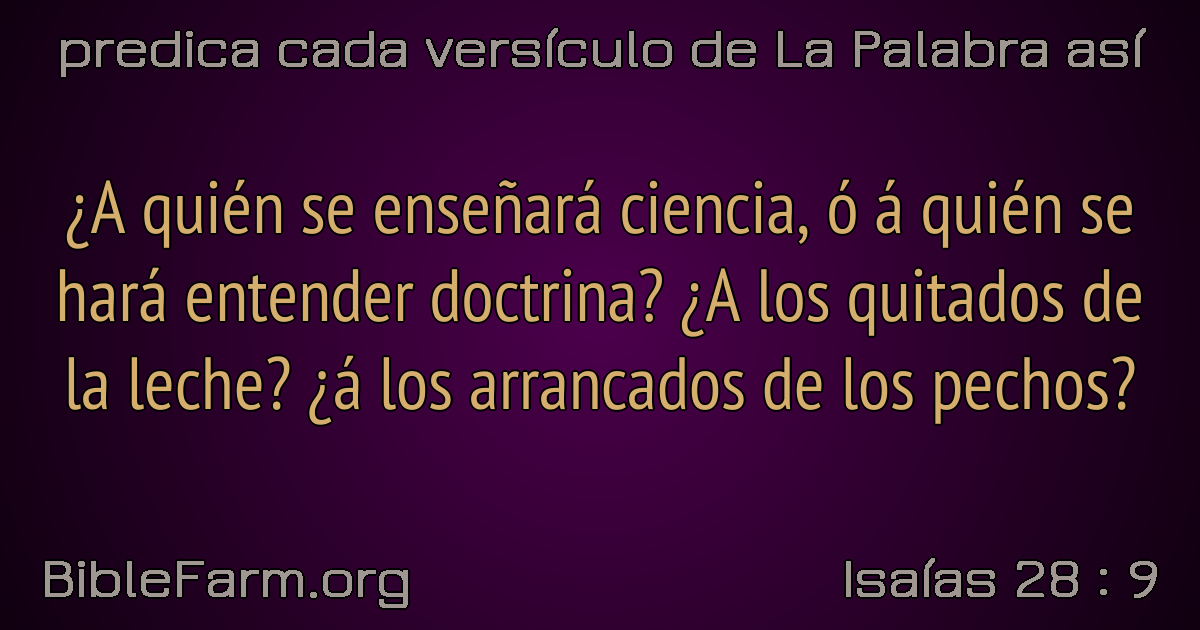 predica cada versículo de La Palabra así
¿A quién se enseñará ciencia, ó á quién se
hará entender doctrina? ¿A los quitados de
la leche? ¿á los arrancados de los pechos?
BibleFarm.org
Isaías 28 : 9